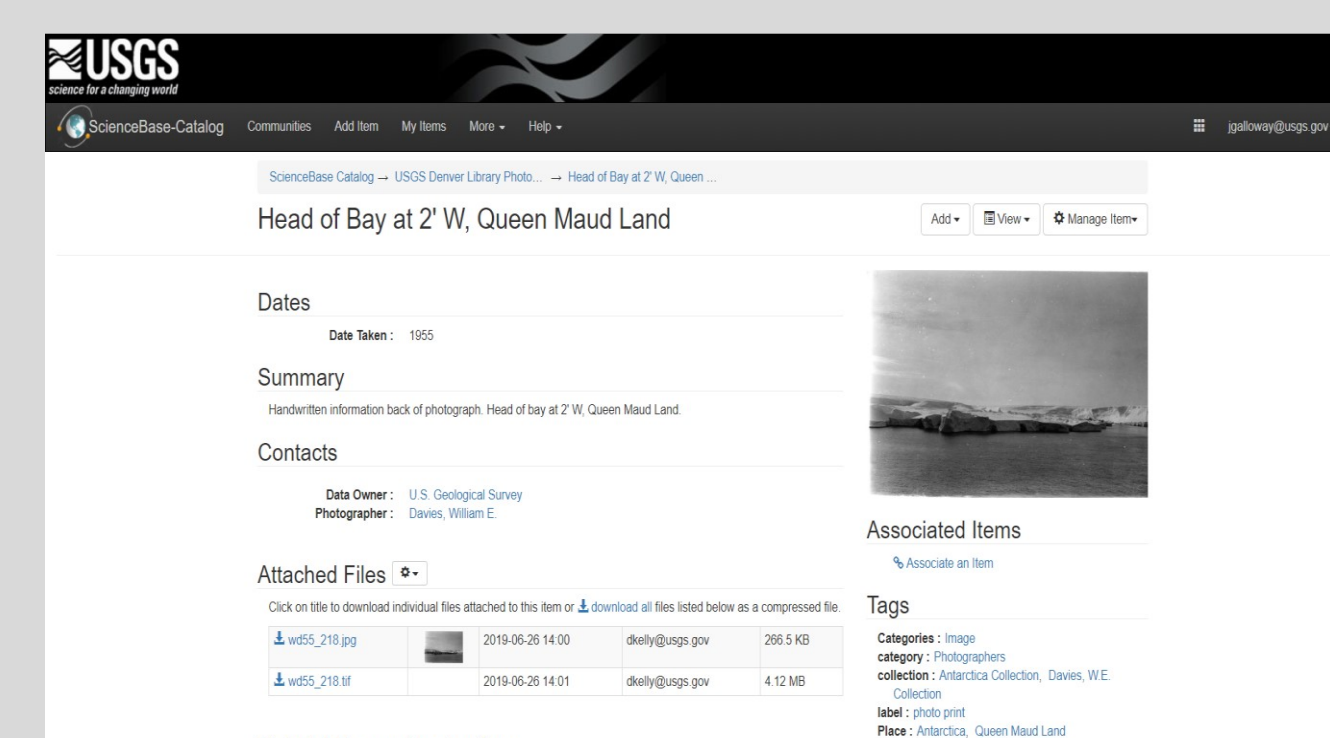 USGS
science for a changing world
ScienceBase-Catalog Communities Add Item My Items More Help jgalloway@usgs.gov
ScienceBase Catalog → USGS Denver Library Photo... → Head of Bay at 2' W, Queen ...
Head of Bay at 2' W, Queen Maud Land
Add View Manage Item
Dates
Date Taken : 1955
Summary
Handwritten information back of photograph. Head of bay at 2' W, Queen Maud Land.
Contacts
Data Owner : U.S. Geological Survey
Photographer : Davies, William E.
Attached Files
Click on title to download individual files attached to this item or download all files listed below as a compressed file.
wd55_218.jpg 2019-06-26 14:00 dkelly@usgs.gov 266.5 KB
wd55_218.tif 2019-06-26 14:01 dkelly@usgs.gov 4.12 MB
Associated Items
Associate an Item
Tags
Categories : Image
category : Photographers
collection : Antarctica Collection, Davies, W.E.
Collection
label : photo print
Place : Antarctica, Queen Maud Land